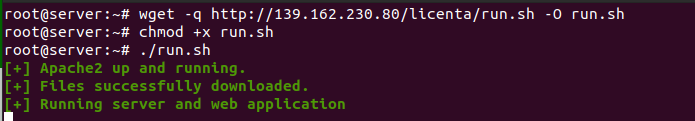 root@server:~# wget -q http://139.162.230.80/licenta/run.sh -O run.sh
root@server:~# chmod +x run.sh
root@server:~# ./run.sh
[+] Apache2 up and running.
[+] Files successfully downloaded.
[+] Running server and web application